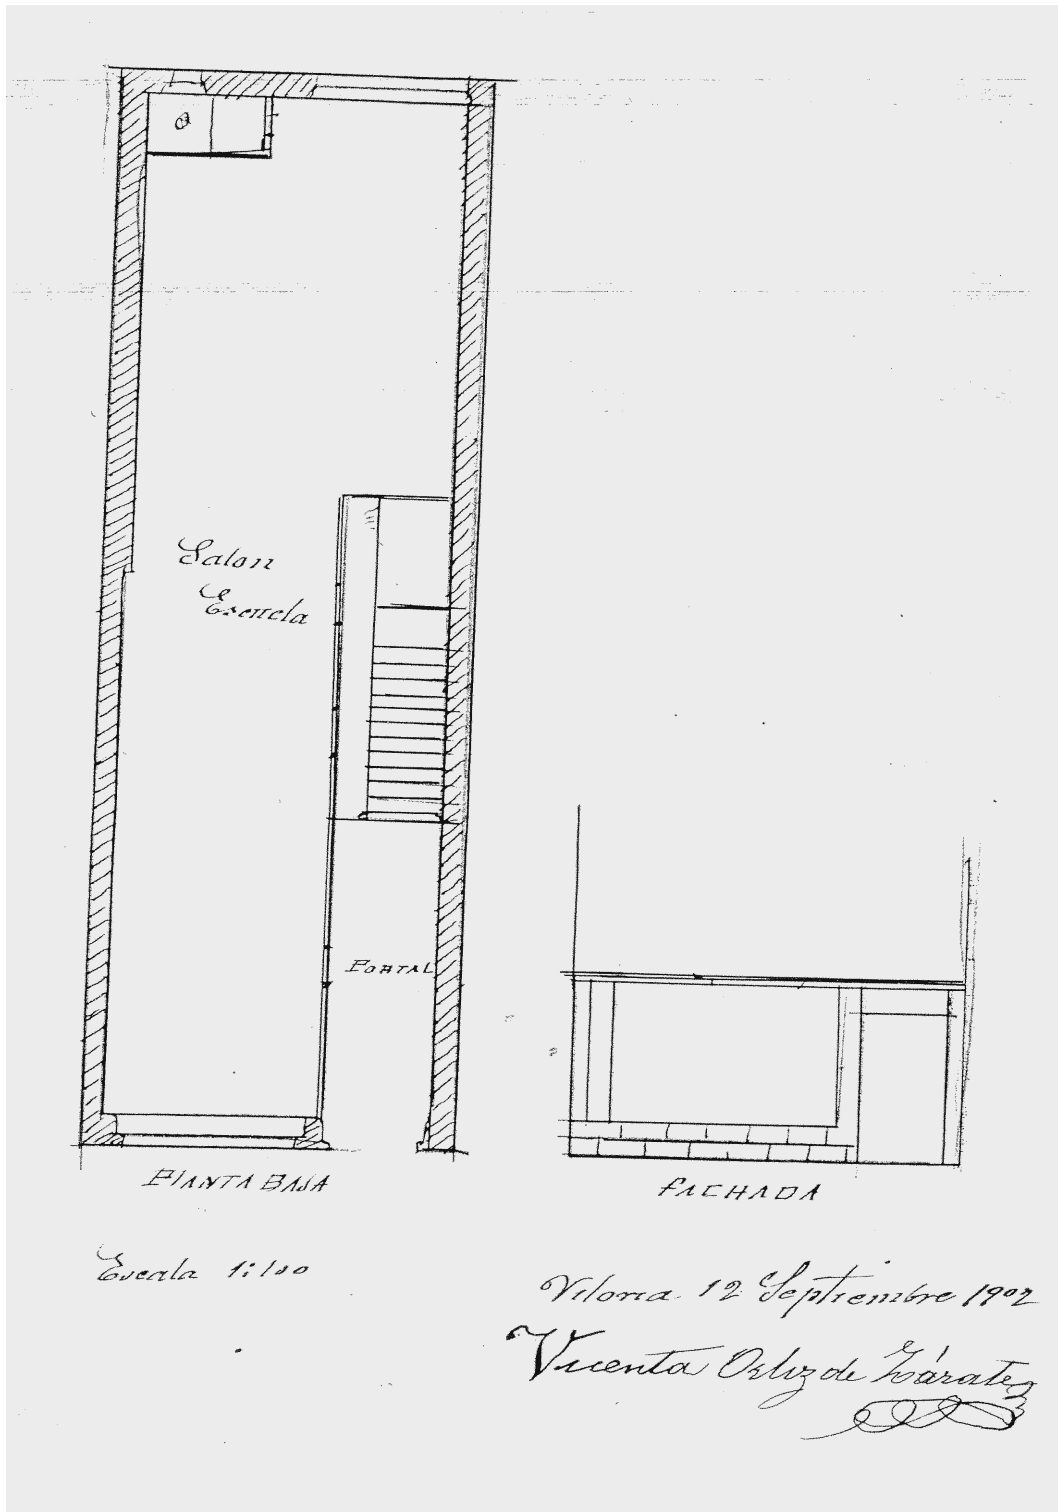 Salon
Escuela
PORTAL
PLANTA BAJA
FACHADA
Escala 1:100
Vitoria 12 Septiembre 1902
Vicenta Ortiz de Zárate